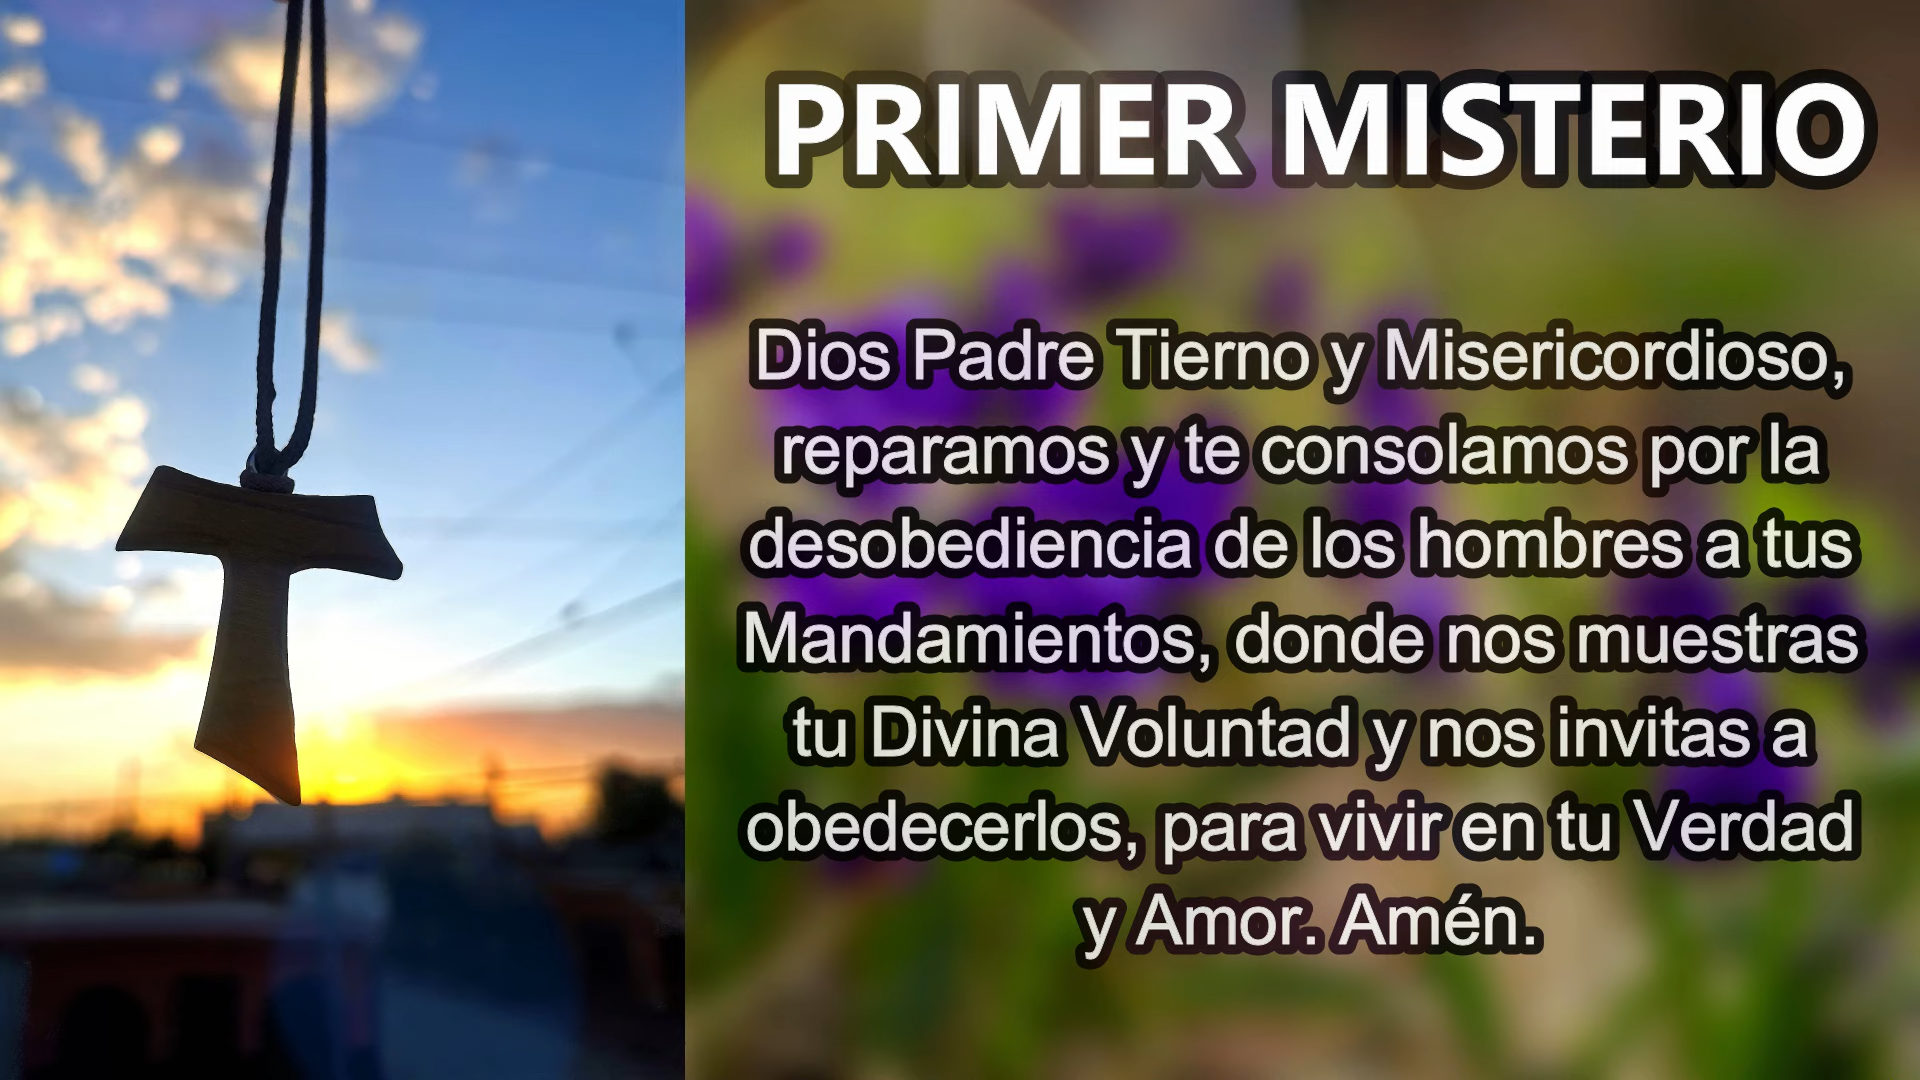 PRIMER MISTERIO
Dios Padre Tierno y Misericordioso,
reparamos y te consolamos por la
desobediencia de los hombres a tus
Mandamientos, donde nos muestras
tu Divina Voluntad y nos invitas a
obedecerlos, para vivir en tu Verdad
y Amor. Amén.